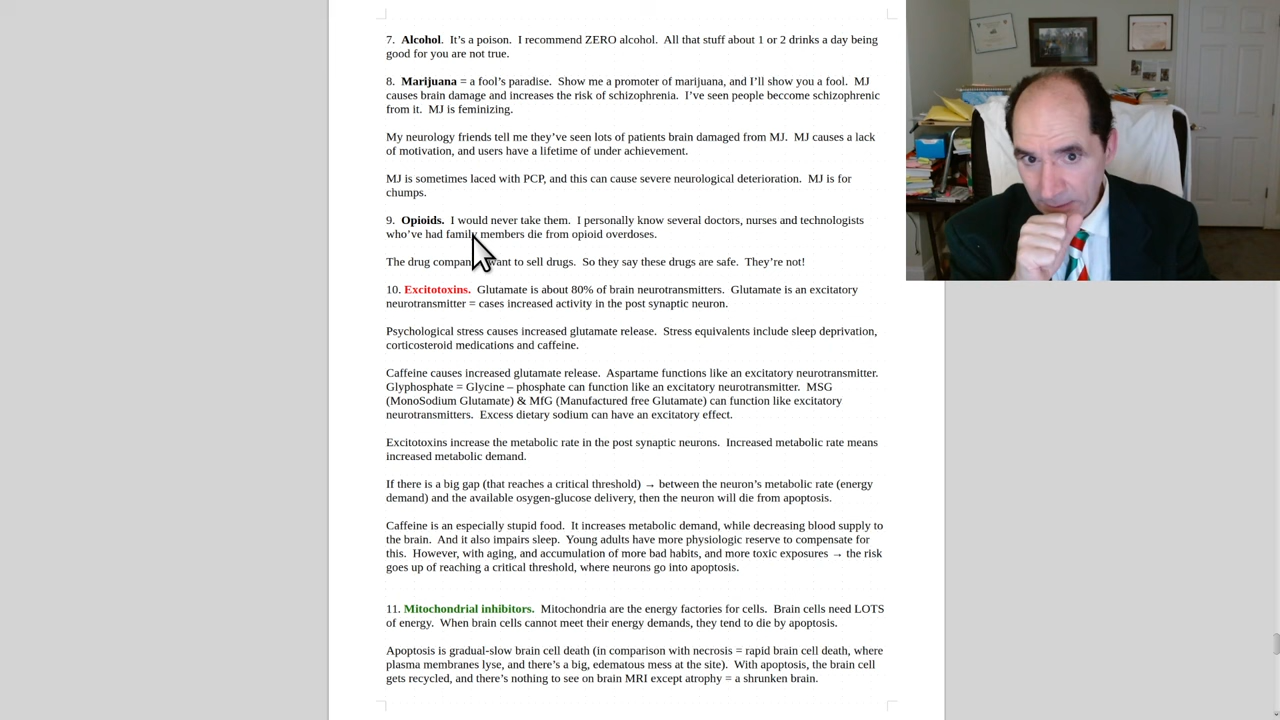 7.  Alcohol.  It's a poison.  I recommend ZERO alcohol.  All that stuff about 1 or 2 drinks a day being
good for you are not true.
8.  Marijuana = a fool's paradise.  Show me a promoter of marijuana, and I'll show you a fool.  MJ
causes brain damage and increases the risk of schizophrenia.  I've seen people beccome schizophrenic
from it.  MJ is feminizing.
My neurology friends tell me they've seen lots of patients brain damaged from MJ.  MJ causes a lack
of motivation, and users have a lifetime of under achievement.
MJ is sometimes laced with PCP, and this can cause severe neurological deterioration.  MJ is for
chumps.
9.  Opioids.  I would never take them.  I personally know several doctors, nurses and technologists
who've had family members die from opioid overdoses.
The drug want to sell drugs.  So they say these drugs are safe.  They're not!
10. Excitotoxins.  Glutamate is about 80% of brain neurotransmitters.  Glutamate is an excitatory
neurotransmitter = cases increased activity in the post synaptic neuron.
Psychological stress causes increased glutamate release.  Stress equivalents include sleep deprivation,
corticosteroid medications and caffeine.
Caffeine causes increased glutamate release.  Aspartame functions like an excitatory neurotransmitter.
Glyphosphate = Glycine – phosphate can function like an excitatory neurotransmitter.  MSG
(MonoSodium Glutamate) & MfG (Manufactured free Glutamate) can function like excitatory
neurotransmitters.  Excess dietary sodium can have an excitatory effect.
Excitotoxins increase the metabolic rate in the post synaptic neurons.  Increased metabolic rate means
increased metabolic demand.
If there is a big gap (that reaches a critical threshold) → between the neuron's metabolic rate (energy
demand) and the available osygen-glucose delivery, then the neuron will die from apoptosis.
Caffeine is an especially stupid food.  It increases metabolic demand, while decreasing blood supply to
the brain.  And it also impairs sleep.  Young adults have more physiologic reserve to compensate for
this.  However, with aging, and accumulation of more bad habits, and more toxic exposures → the risk
goes up of reaching a critical threshold, where neurons go into apoptosis.
11. Mitochondrial inhibitors.  Mitochondria are the energy factories for cells.  Brain cells need LOTS
of energy.  When brain cells cannot meet their energy demands, they tend to die by apoptosis.
Apoptosis is gradual-slow brain cell death (in comparison with necrosis = rapid brain cell death, where
plasma membranes lyse, and there's a big, edematous mess at the site).  With apoptosis, the brain cell
gets recycled, and there's nothing to see on brain MRI except atrophy = a shrunken brain.